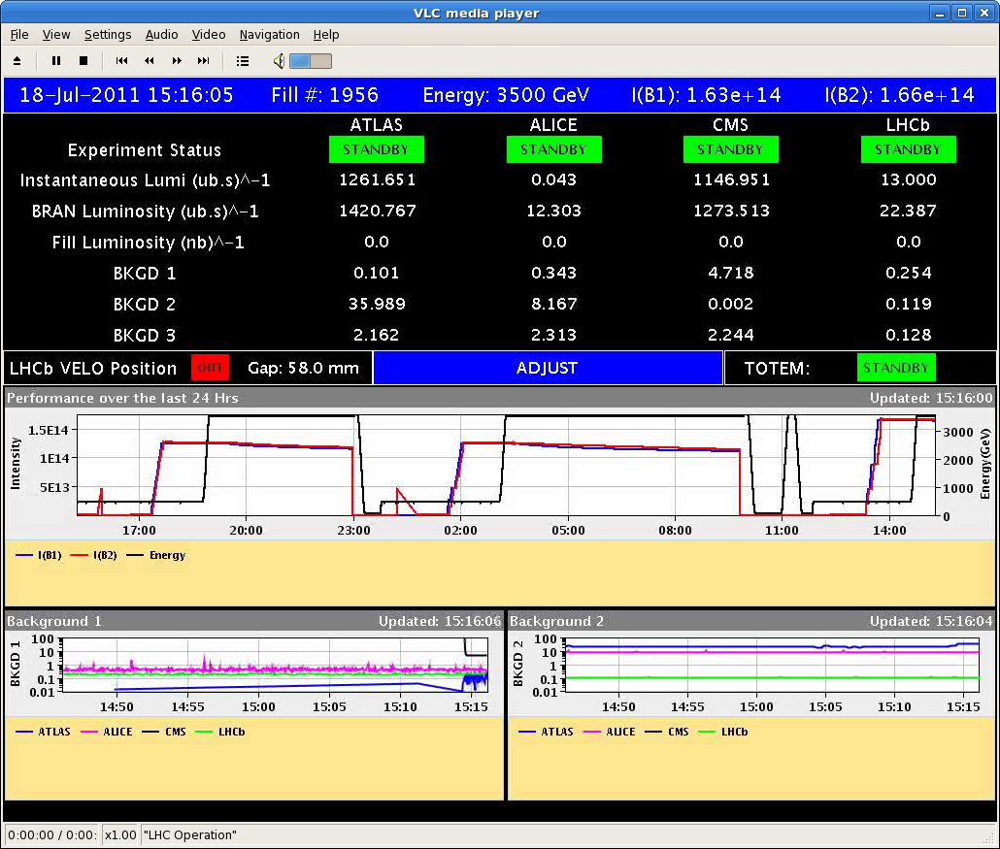 VLC media player
File View Settings Audio Video Navigation Help
18-Jul-2011 15:16:05 Fill #: 1956 Energy: 3500 GeV I(B1): 1.63e+14 I(B2): 1.66e+14
ATLAS ALICE CMS LHCb
Experiment Status STANDBY STANDBY STANDBY STANDBY
Instantaneous Lumi (ub.s)^-1 1261.651 0.043 1146.951 13.000
BRAN Luminosity (ub.s)^-1 1420.767 12.303 1273.513 22.387
Fill Luminosity (nb)^-1 0.0 0.0 0.0 0.0
BKGD 1 0.101 0.343 4.718 0.254
BKGD 2 35.989 8.167 0.002 0.119
BKGD 3 2.162 2.313 2.244 0.128
LHCb VELO Position OUT Gap: 58.0 mm ADJUST TOTEM: STANDBY
Performance over the last 24 Hrs Updated: 15:16:00
Intensity
1.5E14
1E14
5E13
3000
2000
1000
0
Energy(GeV)
17:00 20:00 23:00 02:00 05:00 08:00 11:00 14:00
I(B1) I(B2) Energy
Background 1 Updated: 15:16:06
BKGD 1
100
10
1
0.1
0.01
14:50 14:55 15:00 15:05 15:10 15:15
ATLAS ALICE CMS LHCb
Background 2 Updated: 15:16:04
BKGD 2
100
10
1
0.1
0.01
14:50 14:55 15:00 15:05 15:10 15:15
ATLAS ALICE CMS LHCb
0:00:00 / 0:00: x1.00 "LHC Operation"